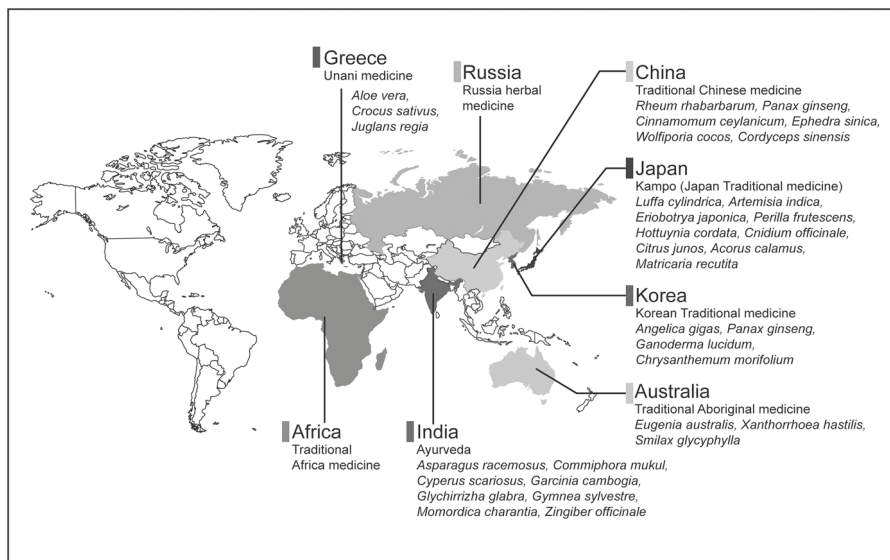 Greece
Unani medicine
Aloe vera,
Crocus sativus,
Juglans regia
Russia
Russia herbal
medicine
China
Traditional Chinese medicine
Rheum rhabarbarum, Panax ginseng,
Cinnamomum ceylanicum, Ephedra sinica,
Wolfiporia cocos, Cordyceps sinensis
Japan
Kampo (Japan Traditional medicine)
Luffa cylindrica, Artemisia indica,
Eriobotrya japonica, Perilla frutescens,
Hottuynia cordata, Cnidium officinale,
Citrus junos, Acorus calamus,
Matricaria recutita
Korea
Korean Traditional medicine
Angelica gigas, Panax ginseng,
Ganoderma lucidum,
Chrysanthemum morifolium
Australia
Traditional Aboriginal medicine
Eugenia australis, Xanthorrhoea hastilis,
Smilax glycyphylla
Africa
Traditional
Africa medicine
India
Ayurveda
Asparagus racemosus, Commiphora mukul,
Cyperus scariosus, Garcinia cambogia,
Glychirrhiza glabra, Gymnea sylvestre,
Momordica charantia, Zingiber officinale